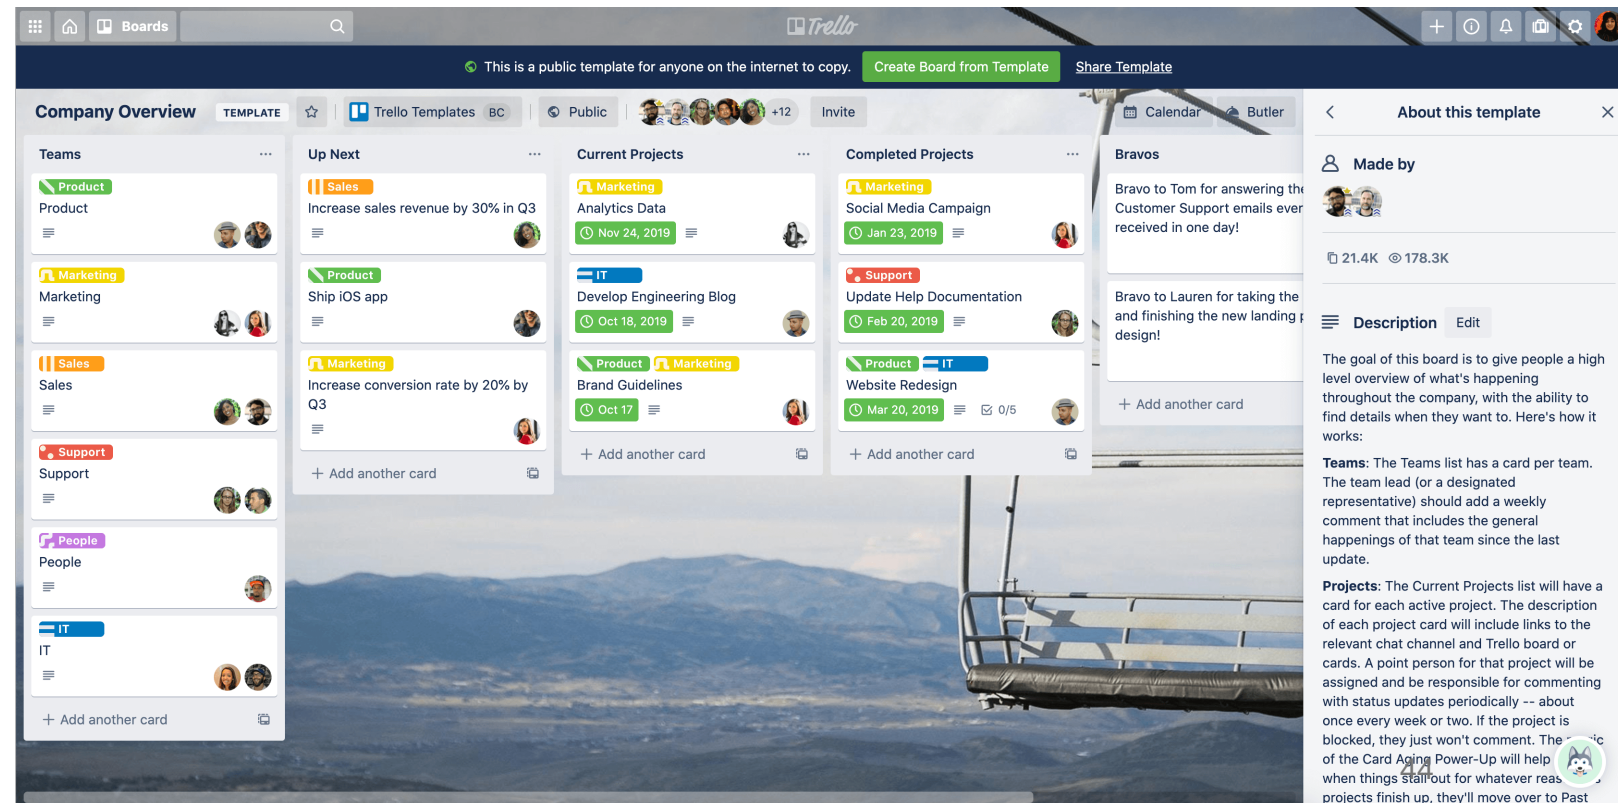 Boards
Trello
This is a public template for anyone on the internet to copy.
Create Board from Template
Share Template
Company Overview
TEMPLATE
Trello Templates BC
Public
+12
Invite
Calendar
Butler
Teams
Product
Product
Marketing
Marketing
Sales
Sales
Support
Support
People
People
IT
IT
+ Add another card
Up Next
Sales
Increase sales revenue by 30% in Q3
Product
Ship iOS app
Marketing
Increase conversion rate by 20% by
Q3
+ Add another card
Current Projects
Marketing
Analytics Data
Nov 24, 2019
IT
Develop Engineering Blog
Oct 18, 2019
Product Marketing
Brand Guidelines
Oct 17
+ Add another card
Completed Projects
Marketing
Social Media Campaign
Jan 23, 2019
Support
Update Help Documentation
Feb 20, 2019
Product IT
Website Redesign
Mar 20, 2019 0/5
+ Add another card
Bravos
Bravo to Tom for answering the
Customer Support emails ever
received in one day!
Bravo to Lauren for taking the
and finishing the new landing
design!
+ Add another card
About this template
Made by
21.4K 178.3K
Description Edit
The goal of this board is to give people a high
level overview of what's happening
throughout the company, with the ability to
find details when they want to. Here's how it
works:
Teams: The Teams list has a card per team.
The team lead (or a designated
representative) should add a weekly
comment that includes the general
happenings of that team since the last
update.
Projects: The Current Projects list will have a
card for each active project. The description
of each project card will include links to the
relevant chat channel and Trello board or
cards. A point person for that project will be
assigned and be responsible for commenting
with status updates periodically -- about
once every week or two. If the project is
blocked, they just won't comment. The
of the Card Aging Power-Up will help
when things stall out for whatever
projects finish up, they'll move over to Past
44